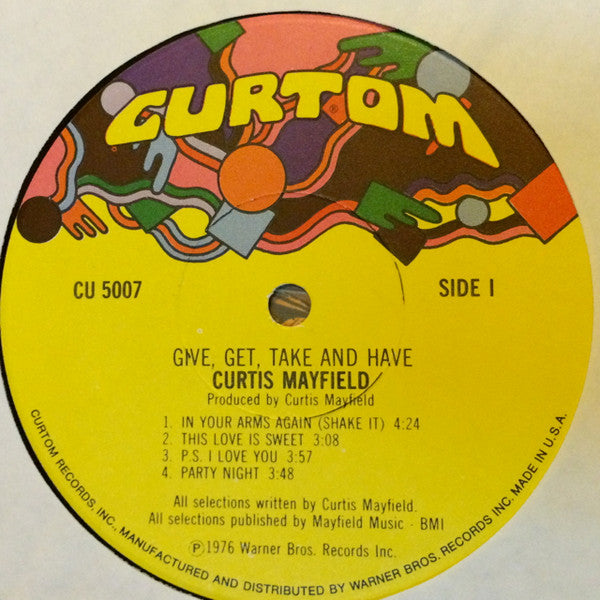 CURTOM®
CU 5007
SIDE 1
GIVE, GET, TAKE AND HAVE
CURTIS MAYFIELD
Produced by Curtis Mayfield
1. IN YOUR ARMS AGAIN (SHAKE IT) 4:24
2. THIS LOVE IS SWEET 3:08
3. P.S. I LOVE YOU 3:57
4. PARTY NIGHT 3:48
All selections written by Curtis Mayfield.
All selections published by Mayfield Music - BMI
℗1976 Warner Bros. Records Inc.
CURTOM RECORDS, INC., MANUFACTURED AND DISTRIBUTED BY WARNER BROS. RECORDS INC. MADE IN U.S.A.